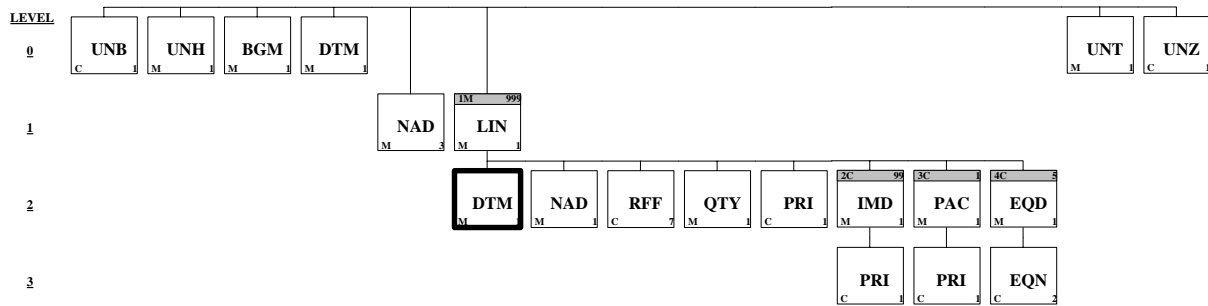 LEVEL
0 UNB UNH BGM DTM UNT UNZ
C 1 M 1 M 1 M 1 M 1 C 1
1M 999
1 NAD LIN
M 3 M 1
2C 99 3C 1 4C 5
2 DTM NAD RFF QTY PRI IMD PAC EQD
M M 1 C 7 M 1 C 1 M 1 M 1 M 1
3 PRI PRI EQN
C 1 C 1 C 2